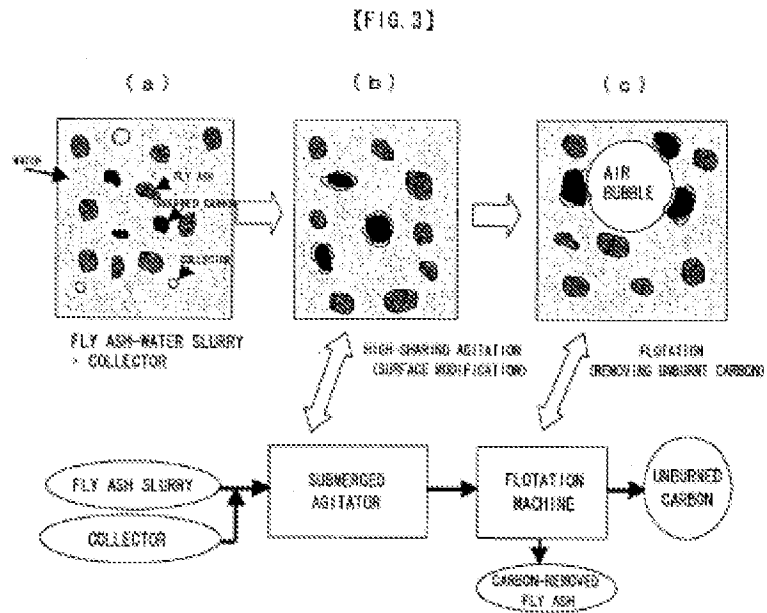 [FIG. 3]
(a)
(b)
(c)
WATER
FLY ASH
UNBURNED CARBON
COLLECTOR
AIR
BUBBLE
FLY ASH-WATER SLURRY
+ COLLECTOR
HIGH-SHARING AGITATION
(SURFACE MODIFICATION)
FLOTATION
(REMOVING UNBURNT CARBON)
FLY ASH SLURRY
COLLECTOR
SUBMERGED
AGITATOR
FLOTATION
MACHINE
UNBURNED
CARBON
CARBON-REMOVED
FLY ASH